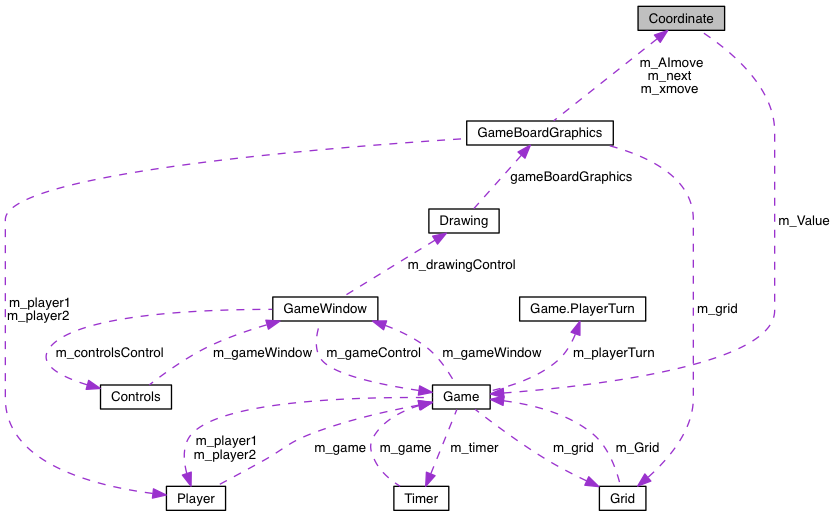 Coordinate
m_AImove
m_next
m_xmove
GameBoardGraphics
gameBoardGraphics
Drawing
m_Value
m_drawingControl
m_player1
m_player2
GameWindow
Game.PlayerTurn
m_grid
m_controlsControl
m_gameWindow
m_gameControl
m_gameWindow
m_playerTurn
Controls
Game
m_player1
m_player2
m_game
m_game
m_timer
m_grid
m_Grid
Player
Timer
Grid